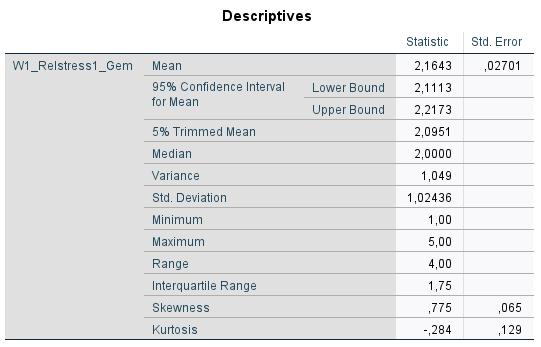 Descriptives
Statistic Std. Error
W1_Relstress1_Gem Mean 2,1643 ,02701
95% Confidence Interval for Mean Lower Bound 2,1113
Upper Bound 2,2173
5% Trimmed Mean 2,0951
Median 2,0000
Variance 1,049
Std. Deviation 1,02436
Minimum 1,00
Maximum 5,00
Range 4,00
Interquartile Range 1,75
Skewness ,775 ,065
Kurtosis -,284 ,129